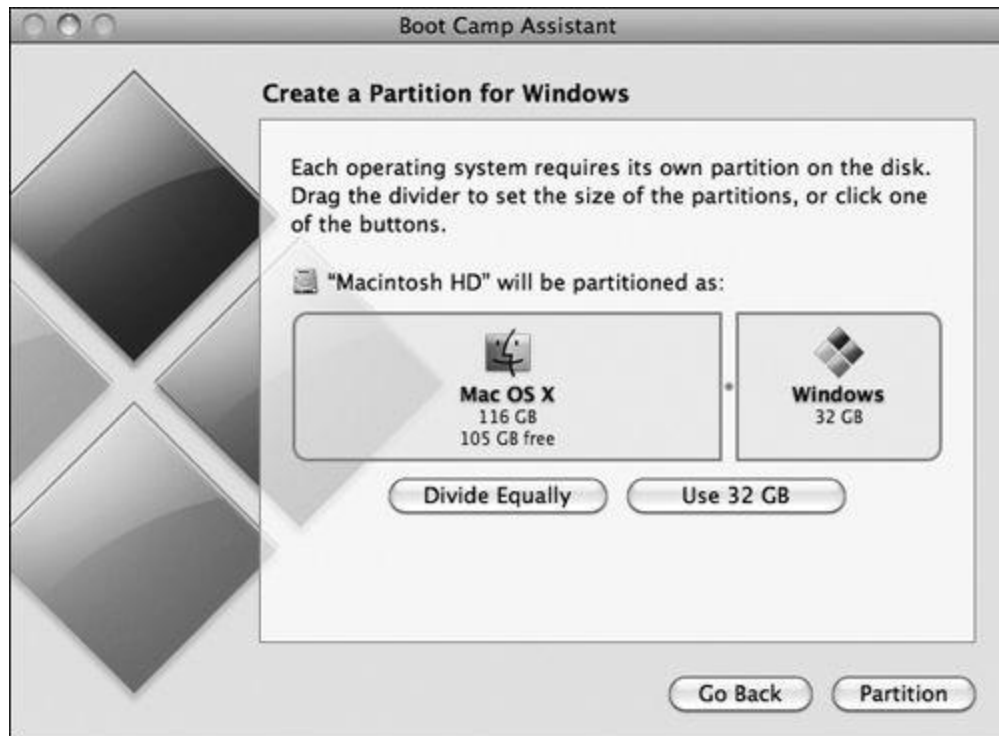 Boot Camp Assistant
Create a Partition for Windows
Each operating system requires its own partition on the disk.
Drag the divider to set the size of the partitions, or click one
of the buttons.
"Macintosh HD" will be partitioned as:
Mac OS X
116 GB
105 GB free
Windows
32 GB
Divide Equally
Use 32 GB
Go Back
Partition